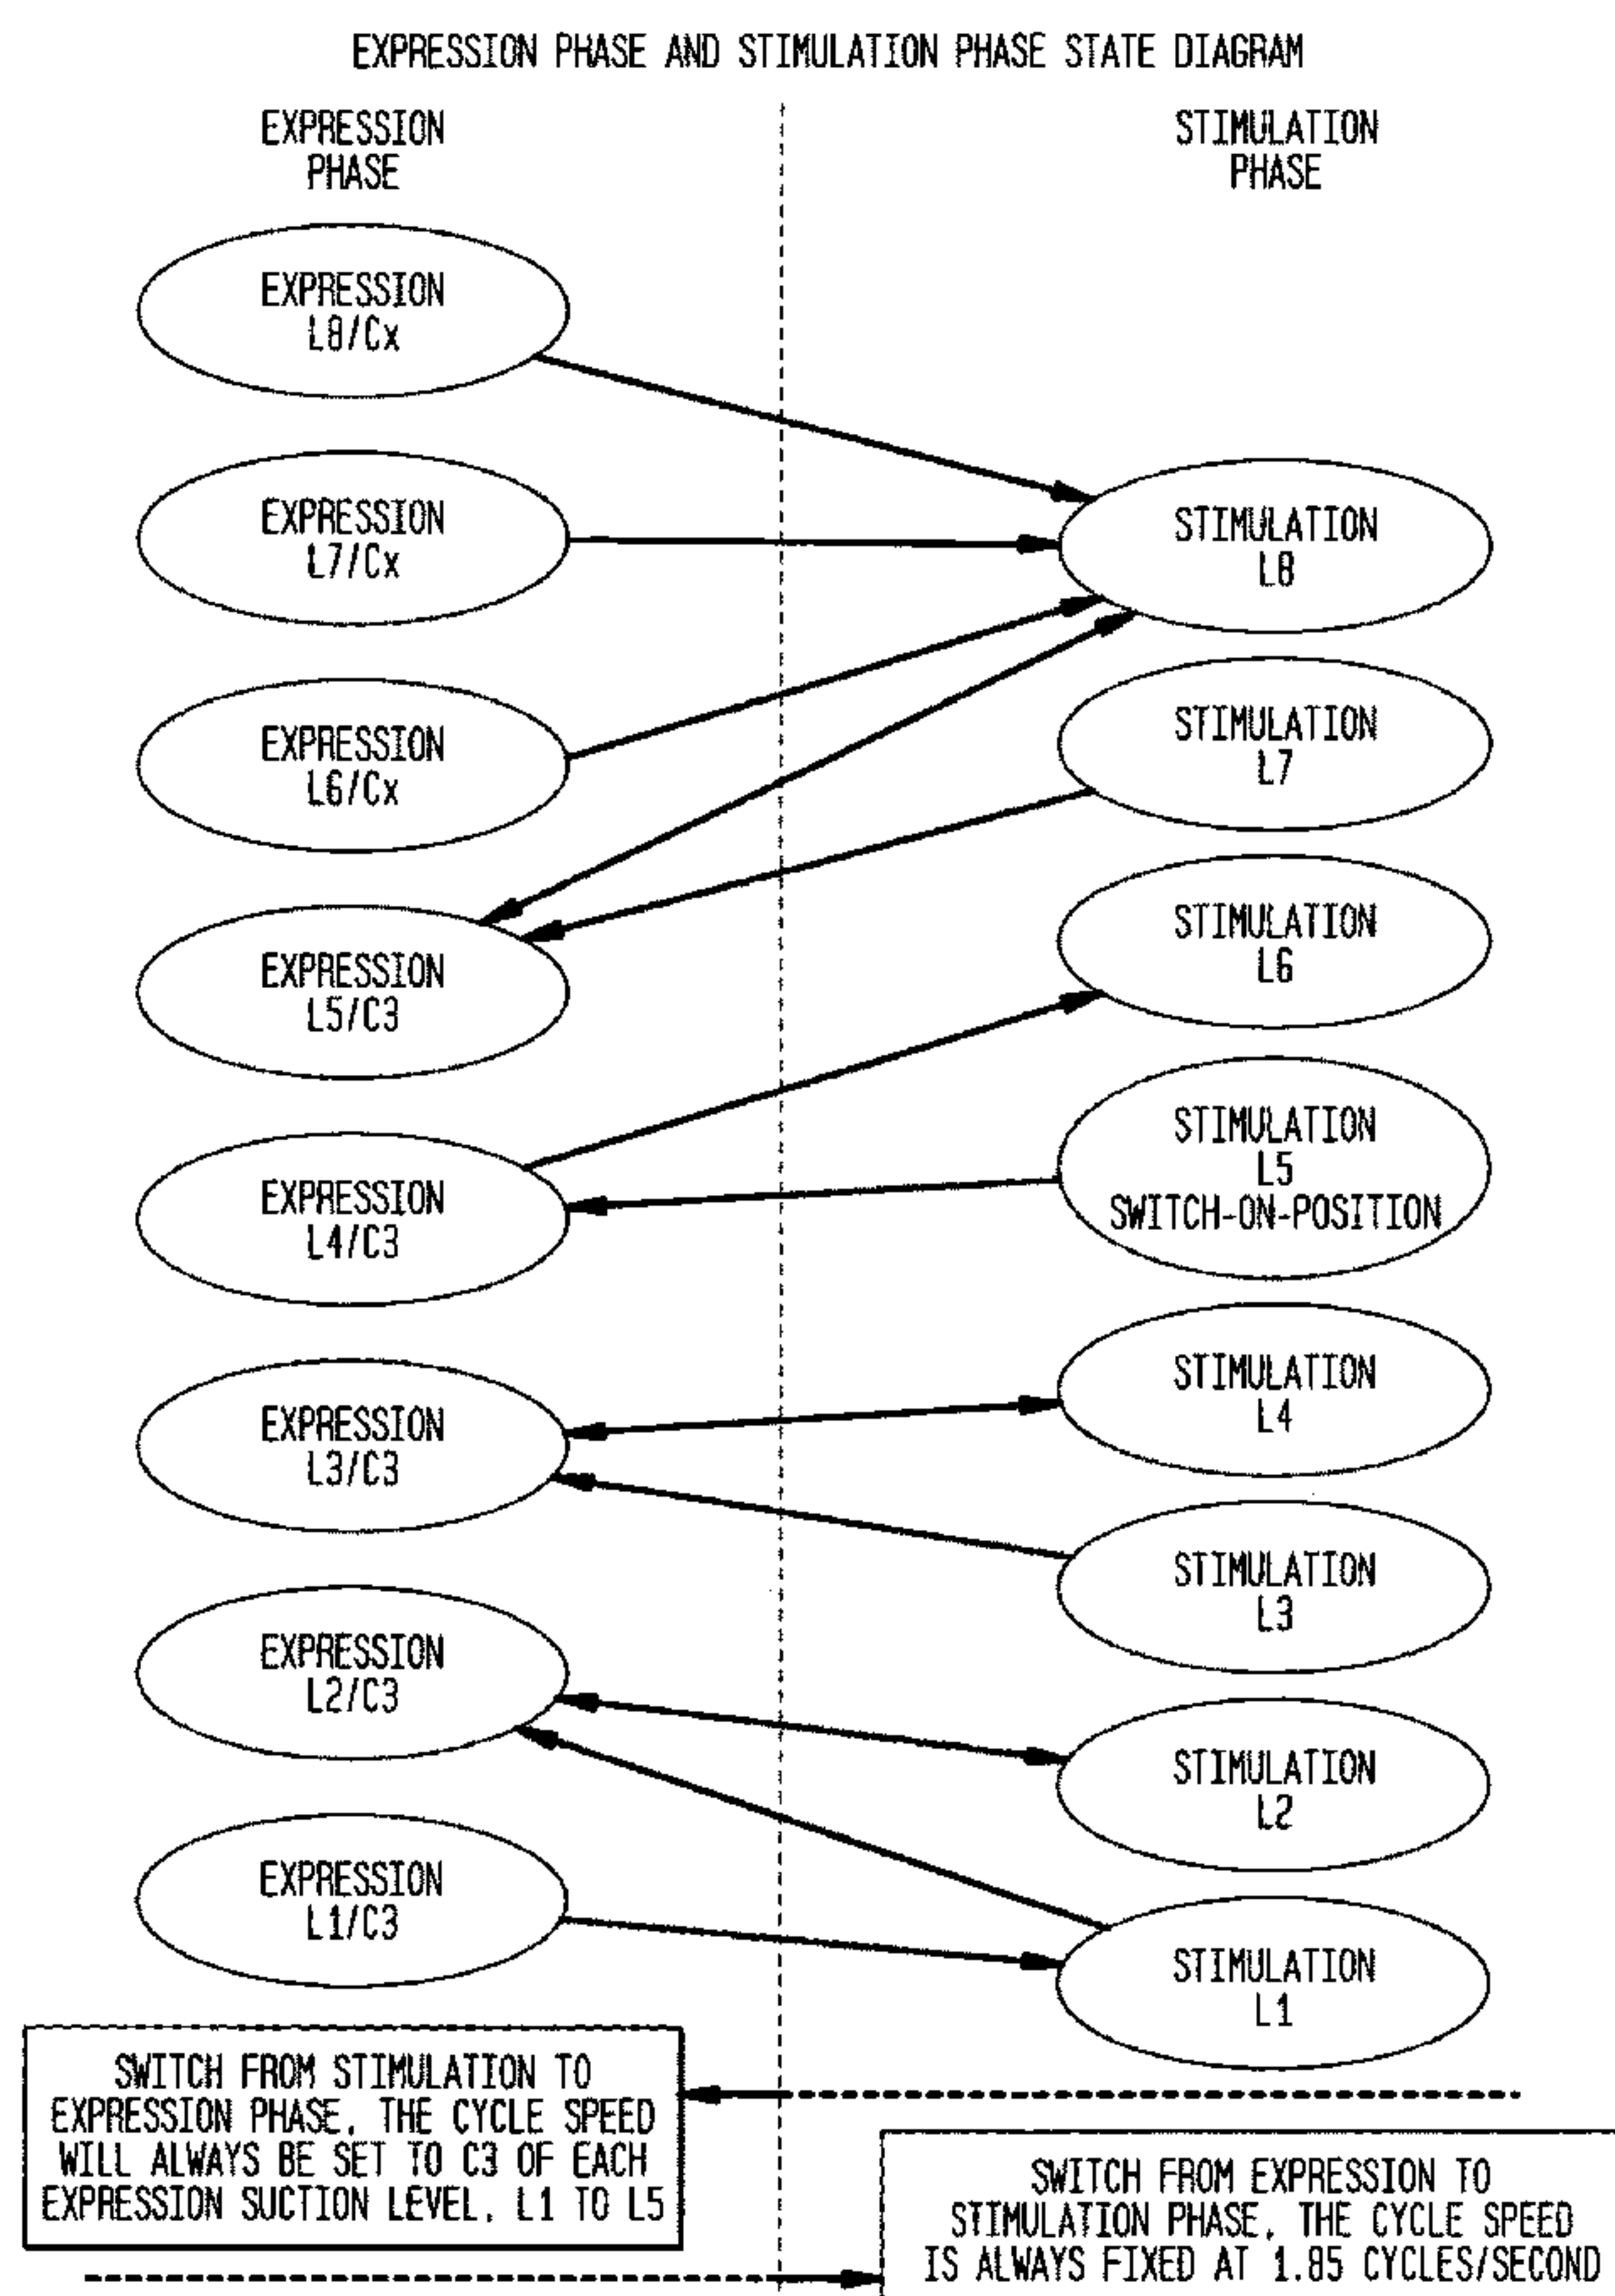 EXPRESSION PHASE AND STIMULATION PHASE STATE DIAGRAM
EXPRESSION
PHASE
STIMULATION
PHASE
EXPRESSION
L8/Cx
EXPRESSION
L7/Cx
STIMULATION
L8
EXPRESSION
L6/Cx
STIMULATION
L7
EXPRESSION
L5/C3
STIMULATION
L6
EXPRESSION
L4/C3
STIMULATION
L5
SWITCH-ON-POSITION
EXPRESSION
L3/C3
STIMULATION
L4
STIMULATION
L3
EXPRESSION
L2/C3
STIMULATION
L2
EXPRESSION
L1/C3
STIMULATION
L1
SWITCH FROM STIMULATION TO
EXPRESSION PHASE, THE CYCLE SPEED
WILL ALWAYS BE SET TO C3 OF EACH
EXPRESSION SUCTION LEVEL, L1 TO L5
SWITCH FROM EXPRESSION TO
STIMULATION PHASE, THE CYCLE SPEED
IS ALWAYS FIXED AT 1.85 CYCLES/SECOND